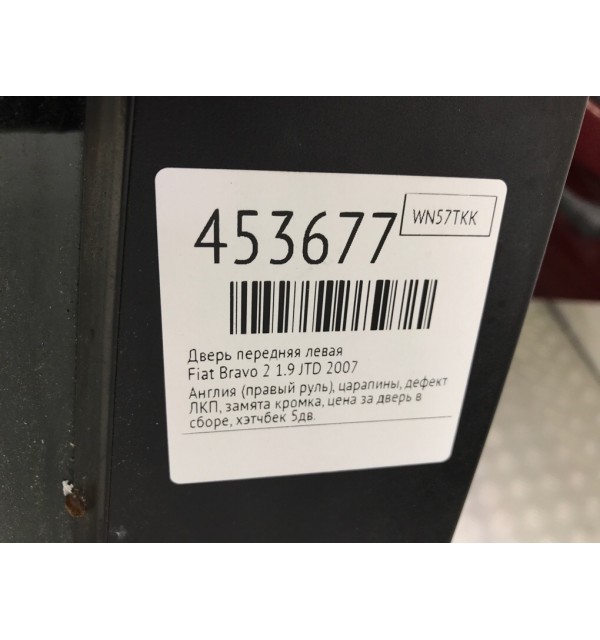 453677
WN57TKK
Дверь передняя левая
Fiat Bravo 2 1.9 JTD 2007
Англия (правый руль), царапины, дефект
ЛКП, замята кромка, цена за дверь в
сборе, хэтчбек 5дв.